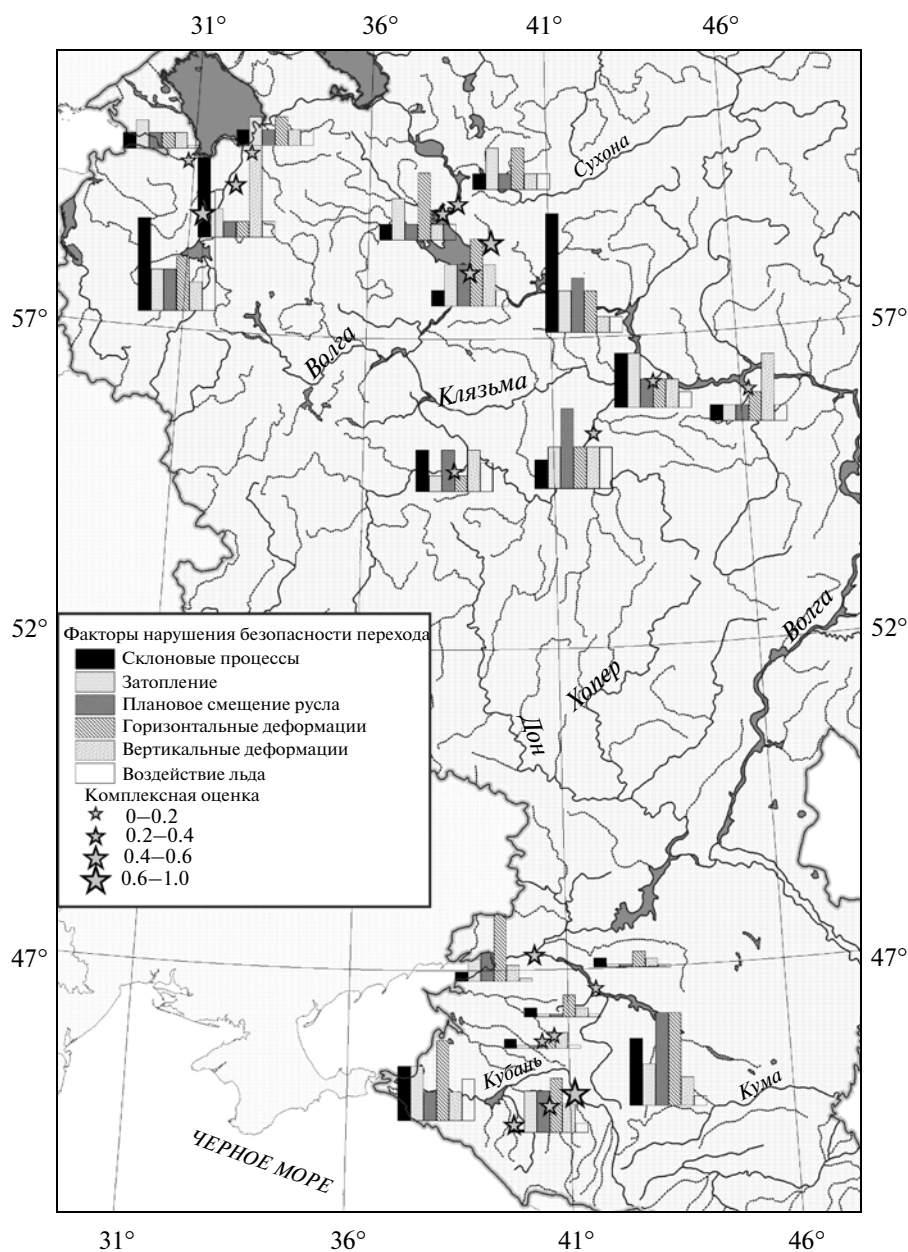 31° 36° 41° 46°
Сухона
57° 57°
Волга
Клязьма
52° 52°
Волга
Хопер
Дон
Факторы нарушения безопасности перехода
Склоновые процессы
Затопление
Плановое смещение русла
Горизонтальные деформации
Вертикальные деформации
Воздействие льда
Комплексная оценка
0–0.2
0.2–0.4
0.4–0.6
0.6–1.0
47° 47°
Кубань
Кума
ЧЕРНОЕ МОРЕ
31° 36° 41° 46°